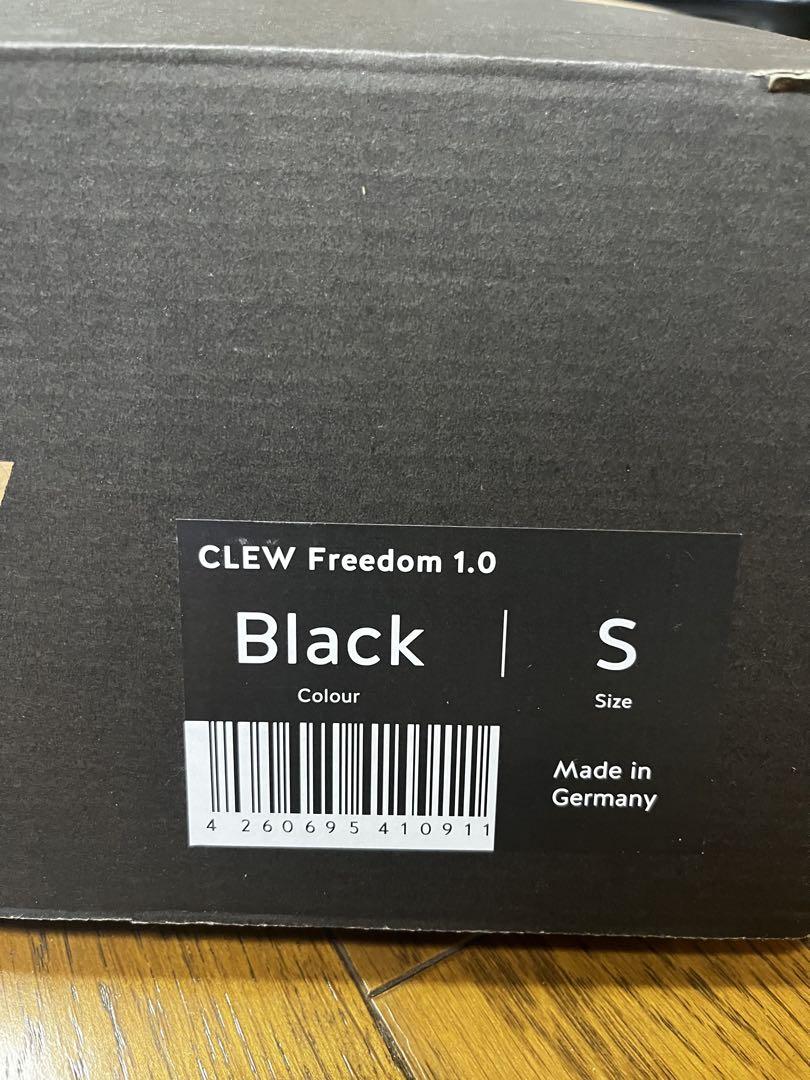 CLEW Freedom 1.0
Black | S
Colour Size
4 260695 410911
Made in
Germany